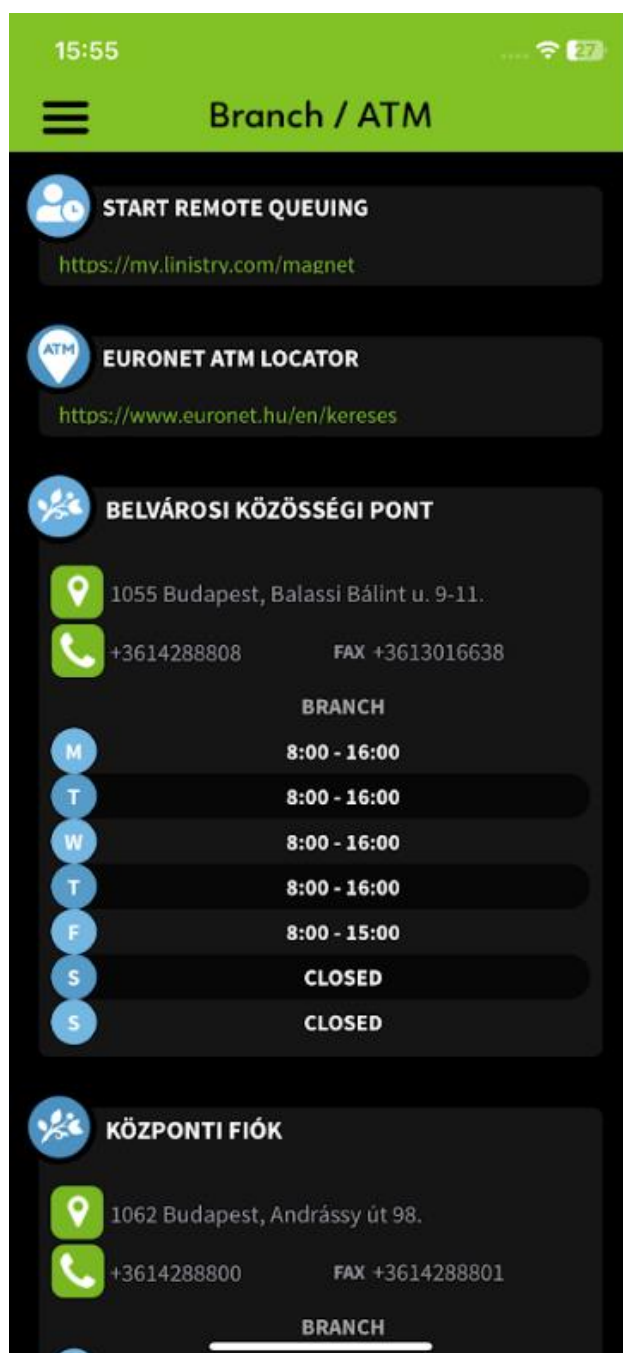 15:55
27
Branch / ATM
START REMOTE QUEUING
https://my.linistry.com/magnet
ATM
EURONET ATM LOCATOR
https://www.euronet.hu/en/kereses
BELVÁROSI KÖZÖSSÉGI PONT
1055 Budapest, Balassi Bálint u. 9-11.
+3614288808 FAX +3613016638
BRANCH
M 8:00 - 16:00
T 8:00 - 16:00
W 8:00 - 16:00
T 8:00 - 16:00
F 8:00 - 15:00
S CLOSED
S CLOSED
KÖZPONTI FIÓK
1062 Budapest, Andrássy út 98.
+3614288800 FAX +3614288801
BRANCH